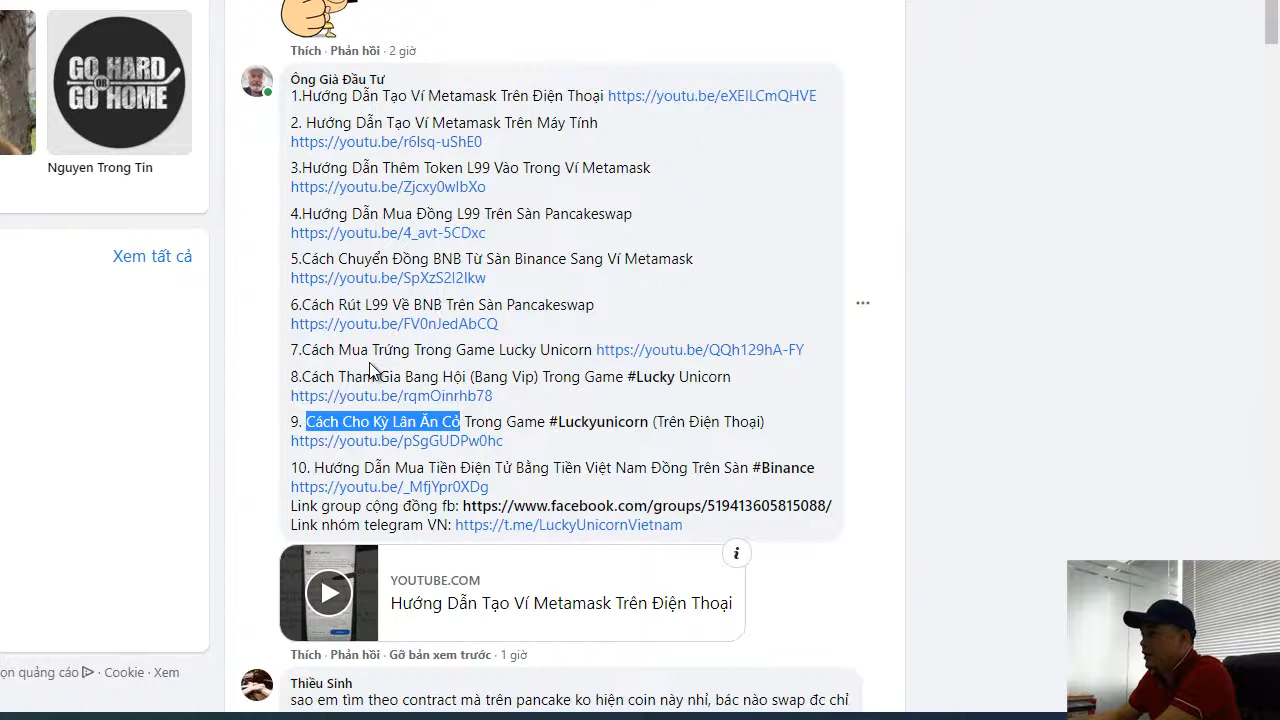 GO HARD
OR
GO HOME
Nguyen Trong Tin
Xem tất cả
ọn quảng cáo · Cookie · Xem
Thích · Phản hồi · 2 giờ
Ông Già Đầu Tư
1.Hướng Dẫn Tạo Ví Metamask Trên Điện Thoại https://youtu.be/eXEILCmQHVE
2. Hướng Dẫn Tạo Ví Metamask Trên Máy Tính
https://youtu.be/r6lsq-uShE0
3.Hướng Dẫn Thêm Token L99 Vào Trong Ví Metamask
https://youtu.be/Zjcxy0wIbXo
4.Hướng Dẫn Mua Đồng L99 Trên Sàn Pancakeswap
https://youtu.be/4_avt-5CDxc
5.Cách Chuyển Đồng BNB Từ Sàn Binance Sang Ví Metamask
https://youtu.be/SpXzS2I2Ikw
6.Cách Rút L99 Về BNB Trên Sàn Pancakeswap
https://youtu.be/FV0nJedAbCQ
7.Cách Mua Trứng Trong Game Lucky Unicorn https://youtu.be/QQh129hA-FY
8.Cách Tham Gia Bang Hội (Bang Vip) Trong Game #Lucky Unicorn
https://youtu.be/rqmOinrhb78
9. Cách Cho Kỳ Lân Ăn Cỏ Trong Game #Luckyunicorn (Trên Điện Thoại)
https://youtu.be/pSgGUDPw0hc
10. Hướng Dẫn Mua Tiền Điện Tử Bằng Tiền Việt Nam Đồng Trên Sàn #Binance
https://youtu.be/_MfjYpr0XDg
Link group cộng đồng fb: https://www.facebook.com/groups/519413605815088/
Link nhóm telegram VN: https://t.me/LuckyUnicornVietnam
YOUTUBE.COM
Hướng Dẫn Tạo Ví Metamask Trên Điện Thoại
Thích · Phản hồi · Gỡ bản xem trước · 1 giờ
Thiều Sinh
sao em tìm theo contract mà trên pancake ko hiện coin này nhỉ, bác nào swap đc chỉ